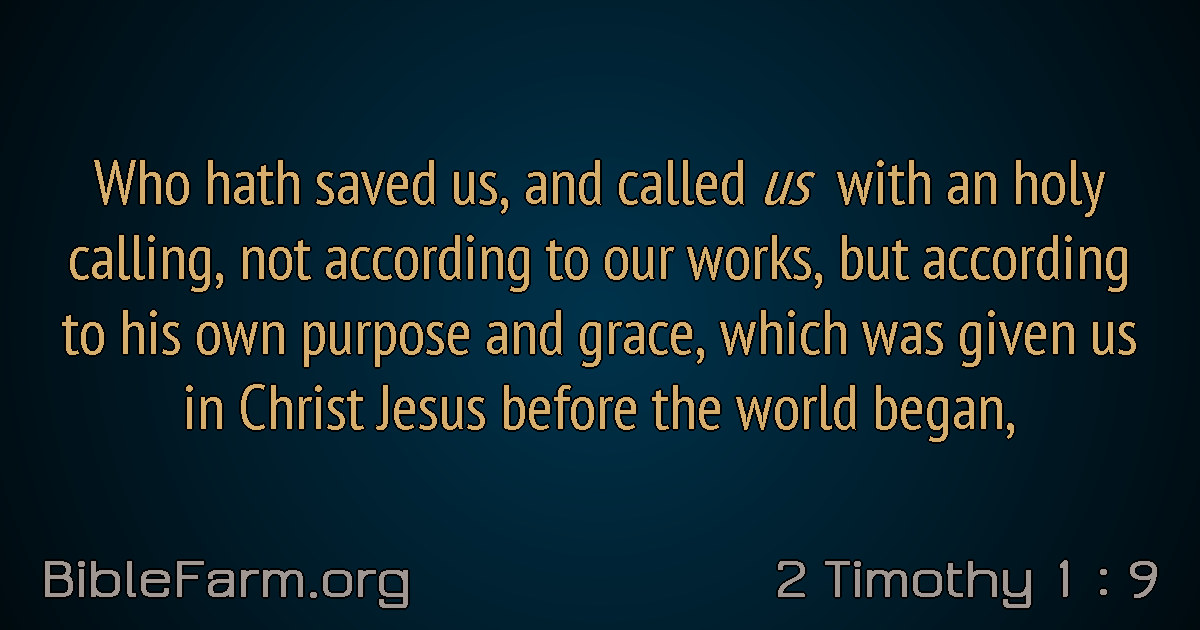 Who hath saved us, and called us with an holy
calling, not according to our works, but according
to his own purpose and grace, which was given us
in Christ Jesus before the world began,
BibleFarm.org
2 Timothy 1 : 9